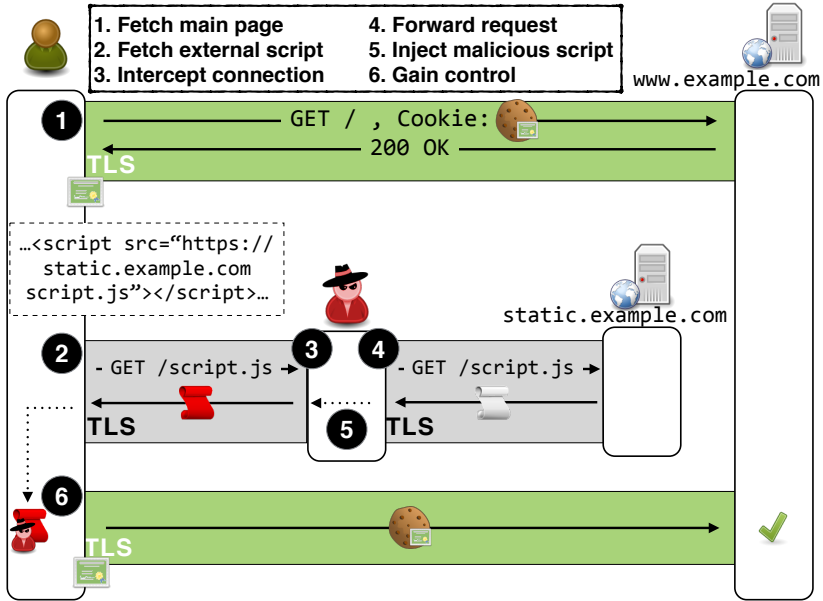 1. Fetch main page
2. Fetch external script
3. Intercept connection
4. Forward request
5. Inject malicious script
6. Gain control
www.example.com
1
GET / , Cookie:
200 OK
TLS
…<script src=“https://
static.example.com
script.js”></script>…
static.example.com
2
GET /script.js
3
4
GET /script.js
5
TLS
TLS
6
TLS